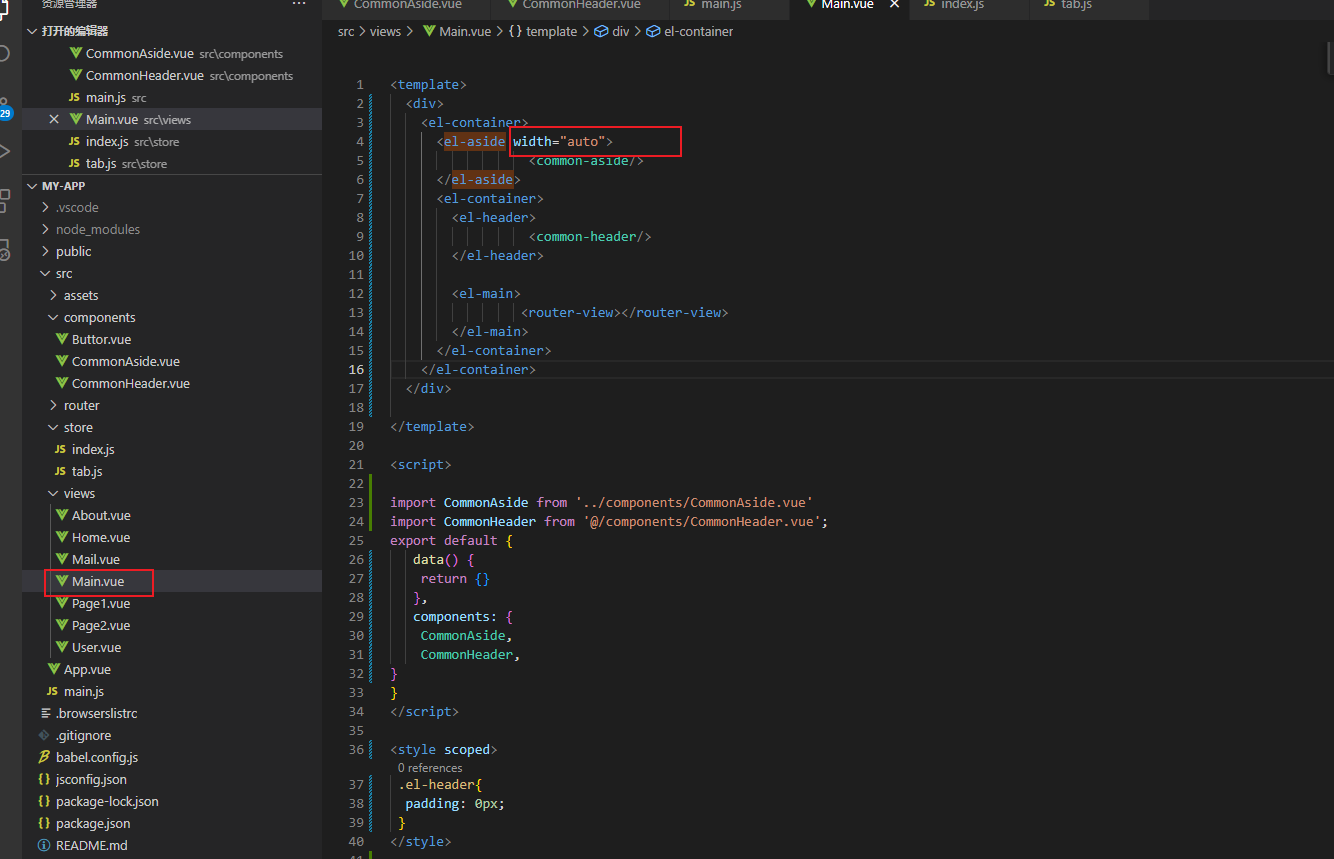 资源管理器 ···
打开的编辑器
CommonAside.vue src\components
CommonHeader.vue src\components
JS main.js src
Main.vue src\views
JS index.js src\store
JS tab.js src\store
29
MY-APP
.vscode
node_modules
public
src
assets
components
Buttor.vue
CommonAside.vue
CommonHeader.vue
router
store
JS index.js
JS tab.js
views
About.vue
Home.vue
Mail.vue
Main.vue
Page1.vue
Page2.vue
User.vue
App.vue
JS main.js
.browserslistrc
.gitignore
babel.config.js
{} jsconfig.json
{} package-lock.json
{} package.json
README.md
CommonAside.vue CommonHeader.vue JS main.js Main.vue JS index.js JS tab.js
src > views > Main.vue > {} template > div > el-container
1 <template>
2 <div>
3 <el-container>
4 <el-aside width="auto">
5 <common-aside/>
6 </el-aside>
7 <el-container>
8 <el-header>
9 <common-header/>
10 </el-header>
11
12 <el-main>
13 <router-view></router-view>
14 </el-main>
15 </el-container>
16 </el-container>
17 </div>
18
19 </template>
20
21 <script>
22
23 import CommonAside from '../components/CommonAside.vue'
24 import CommonHeader from '@/components/CommonHeader.vue';
25 export default {
26 data() {
27 return {}
28 },
29 components: {
30 CommonAside,
31 CommonHeader,
32 }
33 }
34 </script>
35
36 <style scoped>
0 references
37 .el-header{
38 padding: 0px;
39 }
40 </style>